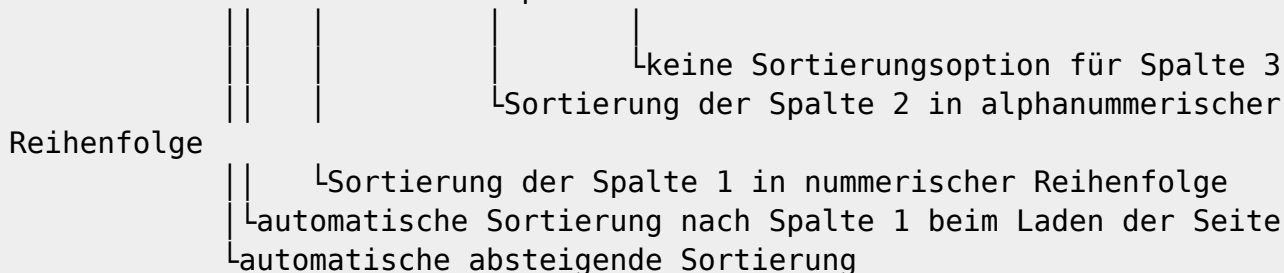 keine Sortierungsoption für Spalte 3
Sortierung der Spalte 2 in alphanummerischer
Reihenfolge
Sortierung der Spalte 1 in nummerischer Reihenfolge
automatische Sortierung nach Spalte 1 beim Laden der Seite
automatische absteigende Sortierung